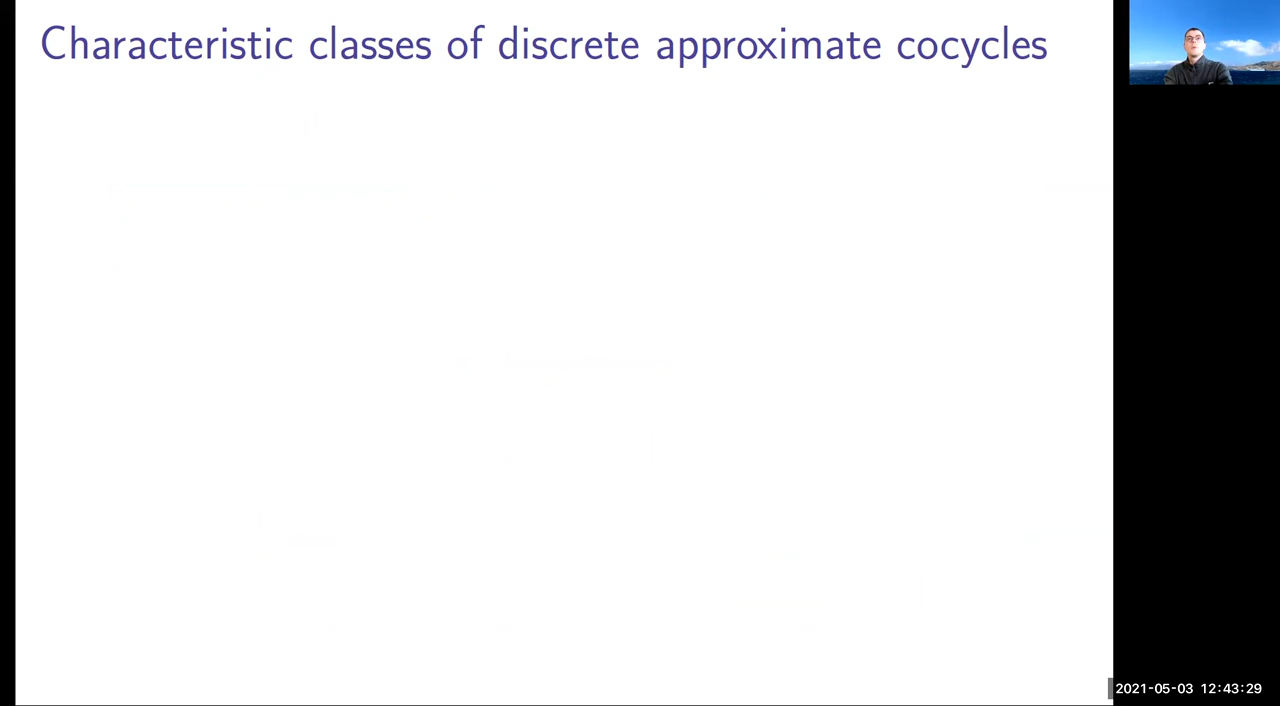 Characteristic classes of discrete approximate cocycles
2021-05-03 12:43:29